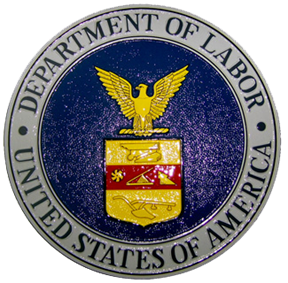 DEPARTMENT OF LABOR
UNITED STATES OF AMERICA